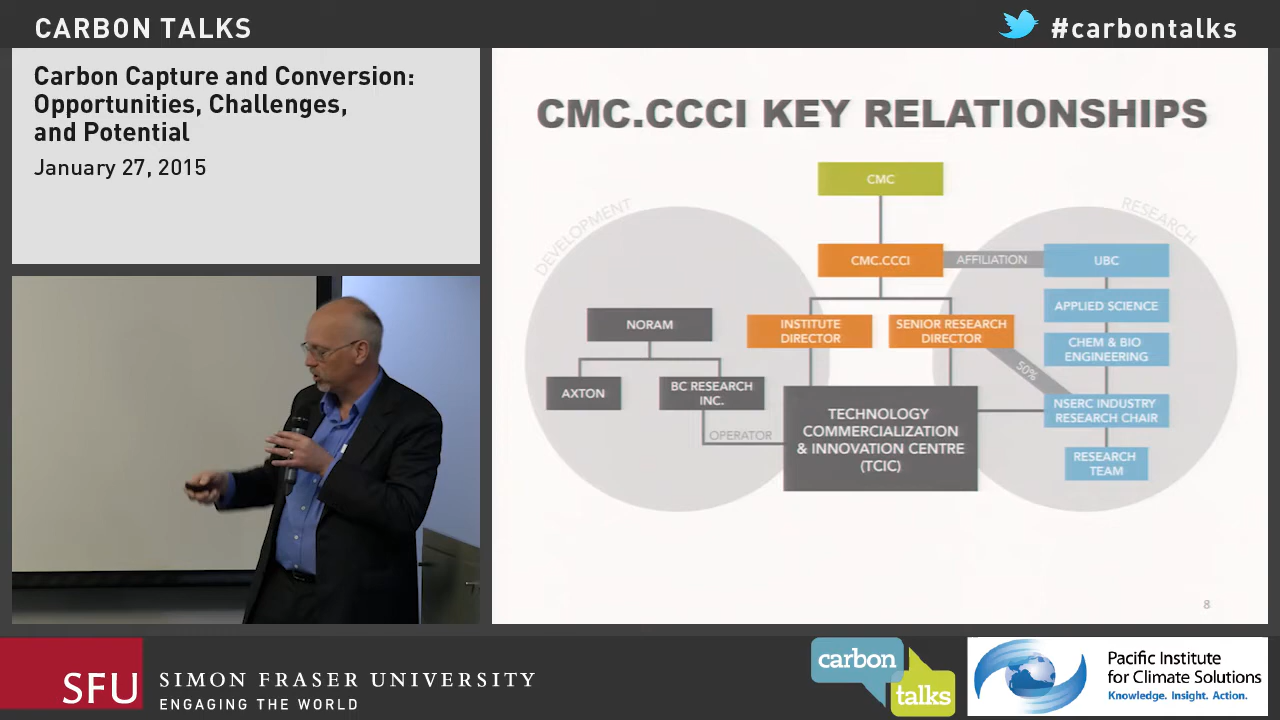 CARBON TALKS
#carbontalks
Carbon Capture and Conversion:
Opportunities, Challenges,
and Potential
January 27, 2015
CMC.CCCI KEY RELATIONSHIPS
CMC
DEVELOPMENT
RESEARCH
CMC.CCCI
AFFILIATION
UBC
APPLIED SCIENCE
NORAM
INSTITUTE
DIRECTOR
SENIOR RESEARCH
DIRECTOR
CHEM & BIO
ENGINEERING
50%
AXTON
BC RESEARCH
INC.
NSERC INDUSTRY
RESEARCH CHAIR
OPERATOR
TECHNOLOGY
COMMERCIALIZATION
& INNOVATION CENTRE
(TCIC)
RESEARCH
TEAM
8
SFU
SIMON FRASER UNIVERSITY
ENGAGING THE WORLD
carbon
talks
Pacific Institute
for Climate Solutions
Knowledge. Insight. Action.